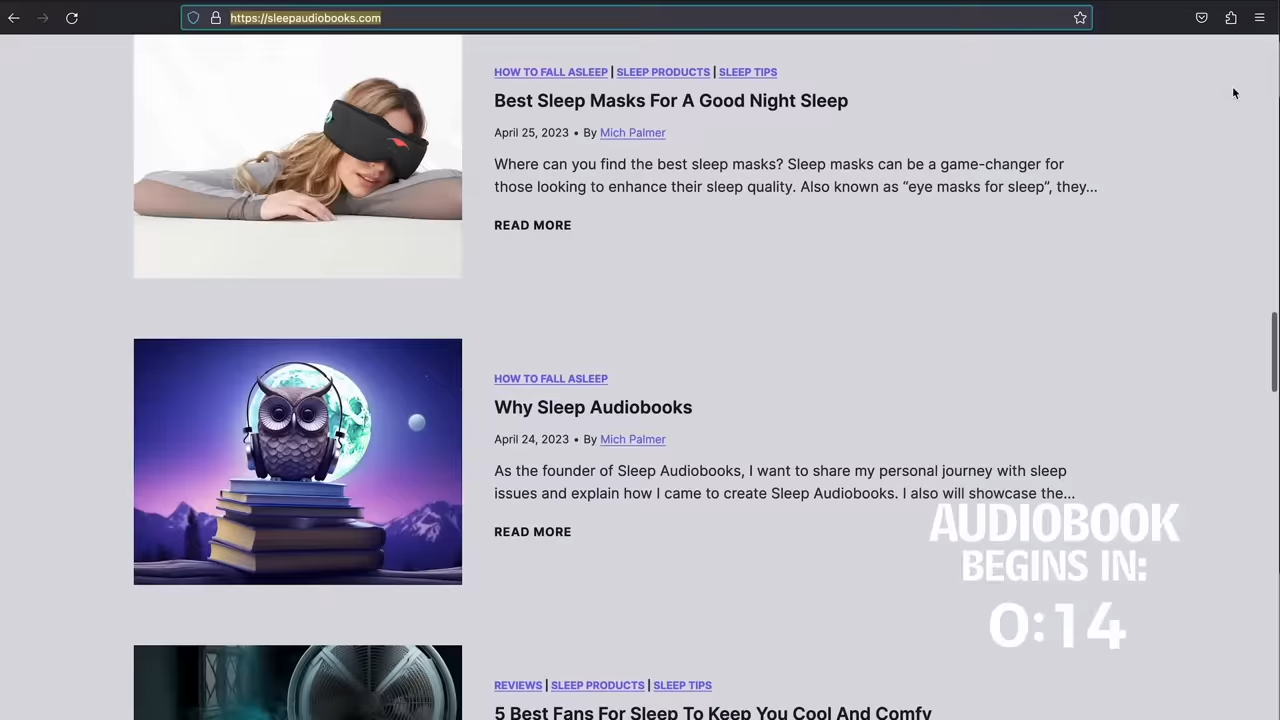 https://sleepaudiobooks.com
HOW TO FALL ASLEEP | SLEEP PRODUCTS | SLEEP TIPS
Best Sleep Masks For A Good Night Sleep
April 25, 2023 • By Mich Palmer
Where can you find the best sleep masks? Sleep masks can be a game-changer for
those looking to enhance their sleep quality. Also known as “eye masks for sleep”, they...
READ MORE
HOW TO FALL ASLEEP
Why Sleep Audiobooks
April 24, 2023 • By Mich Palmer
As the founder of Sleep Audiobooks, I want to share my personal journey with sleep
issues and explain how I came to create Sleep Audiobooks. I also will showcase the...
READ MORE
AUDIOBOOK
BEGINS IN:
0:14
REVIEWS | SLEEP PRODUCTS | SLEEP TIPS
5 Best Fans For Sleep To Keep You Cool And Comfy